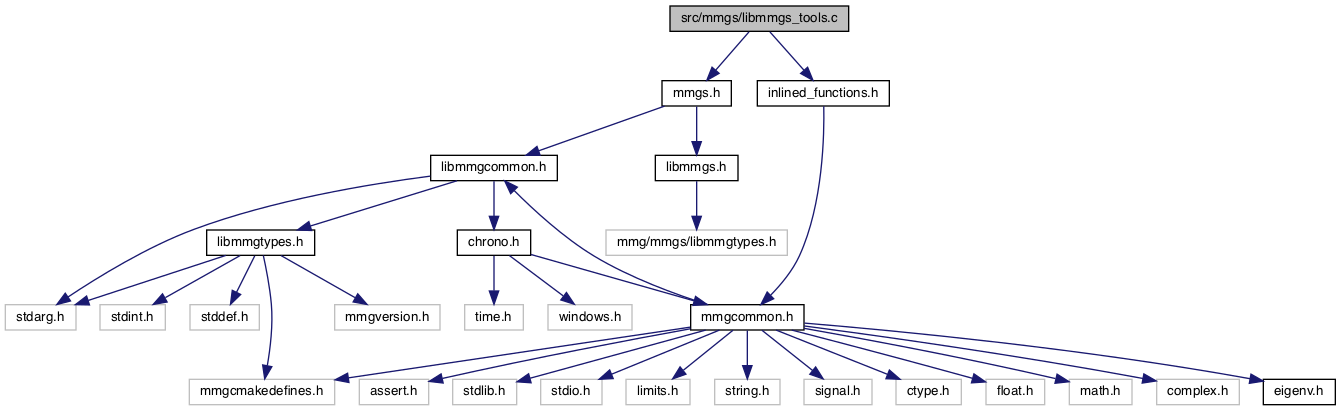 src/mmgs/libmmgs_tools.c
mmgs.h
inlined_functions.h
libmmgcommon.h
libmmgs.h
libmmgtypes.h
chrono.h
mmg/mmgs/libmmgtypes.h
stdarg.h
stdint.h
stddef.h
mmgversion.h
time.h
windows.h
mmgcommon.h
mmgcmakedefines.h
assert.h
stdlib.h
stdio.h
limits.h
string.h
signal.h
ctype.h
float.h
math.h
complex.h
eigenv.h